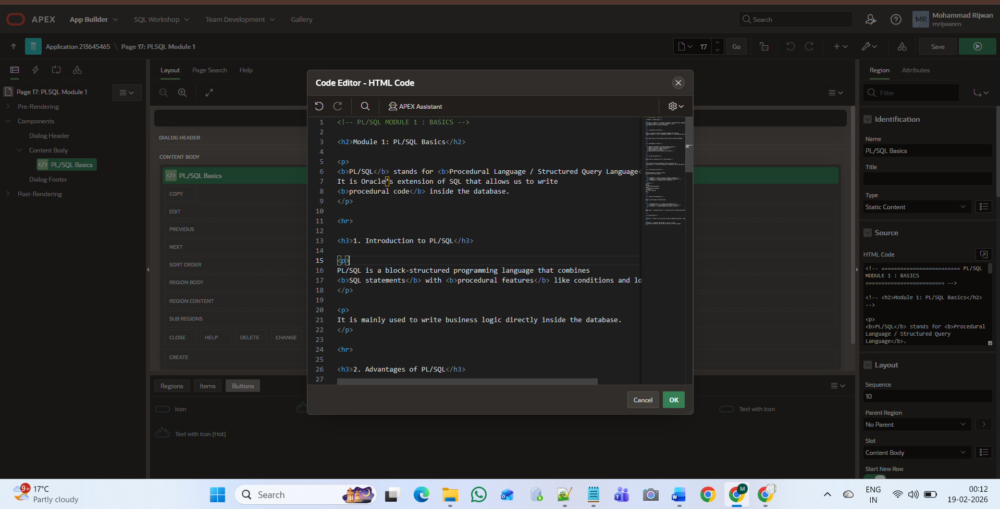 APEX
App Builder
SQL Workshop
Team Development
Gallery
Search
MR
Mohammad Rijwan
mrijwanrn
Application 213645465 \ Page 17: PLSQL Module 1
17
Go
Save
Page 17: PLSQL Module 1
Pre-Rendering
Components
Dialog Header
Content Body
PL/SQL Basics
Dialog Footer
Post-Rendering
Layout
Page Search
Help
DIALOG HEADER
CONTENT BODY
PL/SQL Basics
COPY
EDIT
PREVIOUS
NEXT
SORT ORDER
REGION BODY
REGION CONTENT
SUB REGIONS
CLOSE
HELP
DELETE
CHANGE
CREATE
Regions
Items
Buttons
Icon
Text with Icon
Text with Icon [Hot]
Code Editor - HTML Code
APEX Assistant
1 <!-- PL/SQL MODULE 1 : BASICS -->
2
3 <h2>Module 1: PL/SQL Basics</h2>
4
5 <p>
6 <b>PL/SQL</b> stands for <b>Procedural Language / Structured Query Language<
7 It is Oracle’s extension of SQL that allows us to write
8 <b>procedural code</b> inside the database.
9 </p>
10
11 <hr>
12
13 <h3>1. Introduction to PL/SQL</h3>
14
15 <p>
16 PL/SQL is a block-structured programming language that combines
17 <b>SQL statements</b> with <b>procedural features</b> like conditions and lo
18 </p>
19
20 <p>
21 It is mainly used to write business logic directly inside the database.
22 </p>
23
24 <hr>
25
26 <h3>2. Advantages of PL/SQL</h3>
27
Cancel
OK
Region
Attributes
Filter
Identification
Name
PL/SQL Basics
Title
Type
Static Content
Source
HTML Code
<!-- ========================= PL/SQL
MODULE 1 : BASICS
========================= -->
<!-- <h2>Module 1: PL/SQL Basics</h2>
-->
<p>
<b>PL/SQL</b> stands for <b>Procedural
Language / Structured Query
Language</b>.
Layout
Sequence
10
Parent Region
No Parent
Slot
Content Body
Start New Row
9+
17°C
Partly cloudy
Search
M
ENG
IN
00:12
19-02-2026